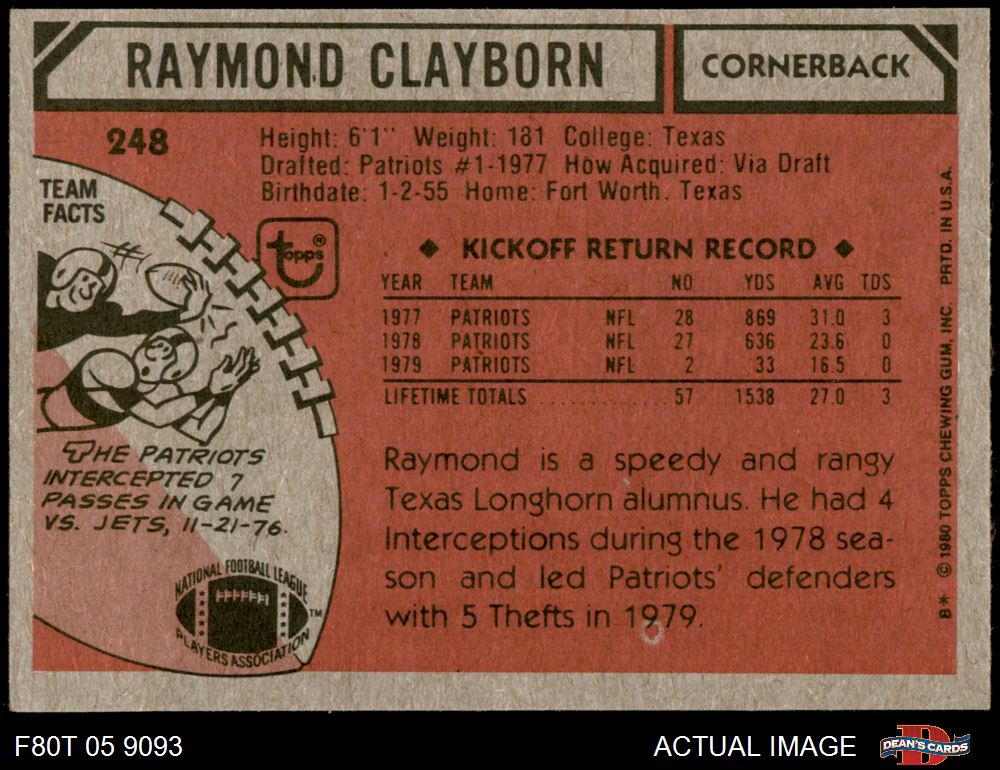 RAYMOND CLAYBORN
CORNERBACK
248
Height: 6'1" Weight: 181 College: Texas
Drafted: Patriots #1-1977 How Acquired: Via Draft
Birthdate: 1-2-55 Home: Fort Worth, Texas
TEAM
FACTS
topps®
◆ KICKOFF RETURN RECORD ◆
YEAR TEAM NO YDS AVG TDS
1977 PATRIOTS NFL 28 869 31.0 3
1978 PATRIOTS NFL 27 636 23.6 0
1979 PATRIOTS NFL 2 33 16.5 0
LIFETIME TOTALS .................. 57 1538 27.0 3
THE PATRIOTS
INTERCEPTED 7
PASSES IN GAME
VS. JETS, 11-21-76.
Raymond is a speedy and rangy
Texas Longhorn alumnus. He had 4
Interceptions during the 1978 sea-
son and led Patriots' defenders
with 5 Thefts in 1979.
NATIONAL FOOTBALL LEAGUE
PLAYERS ASSOCIATION
TM
B* © 1980 TOPPS CHEWING GUM, INC. PRTD. IN U.S.A.
F80T 05 9093
ACTUAL IMAGE
D
DEAN'S CARDS